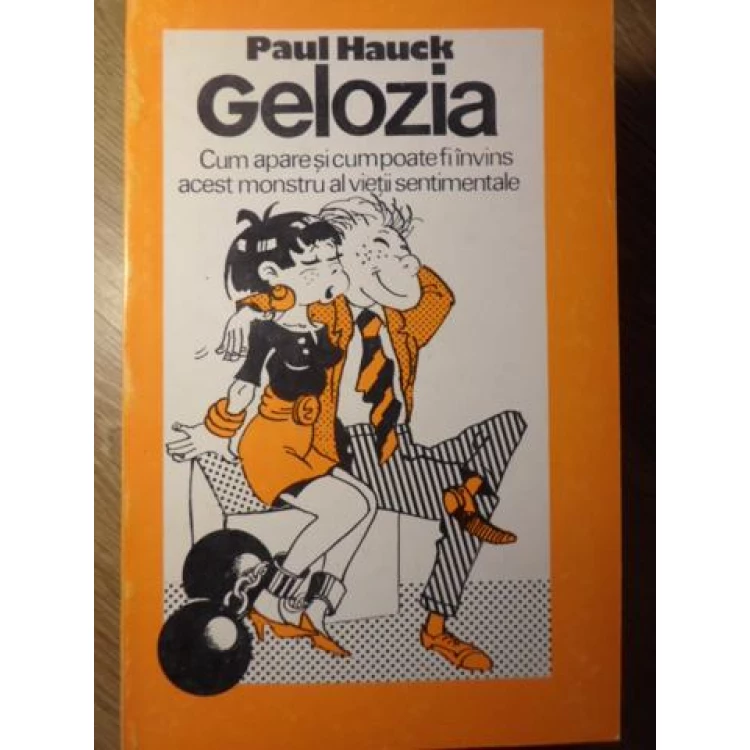 Paul Hauck
Gelozia
Cum apare și cum poate fi învins
acest monstru al vieții sentimentale